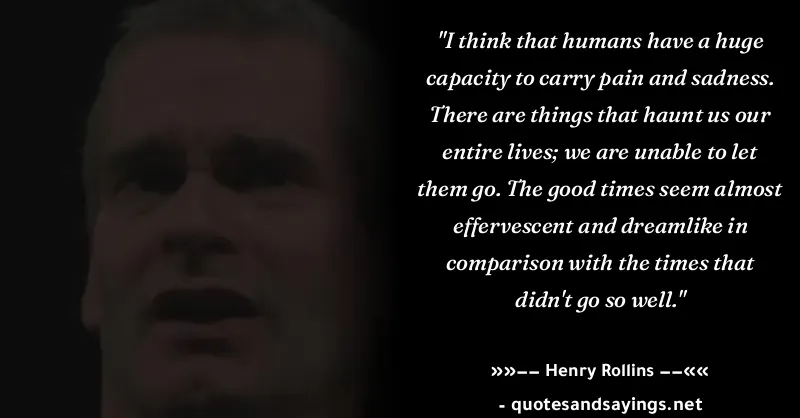 "I think that humans have a huge
capacity to carry pain and sadness.
There are things that haunt us our
entire lives; we are unable to let
them go. The good times seem almost
effervescent and dreamlike in
comparison with the times that
didn't go so well."
»»–– Henry Rollins ––««
- quotesandsayings.net